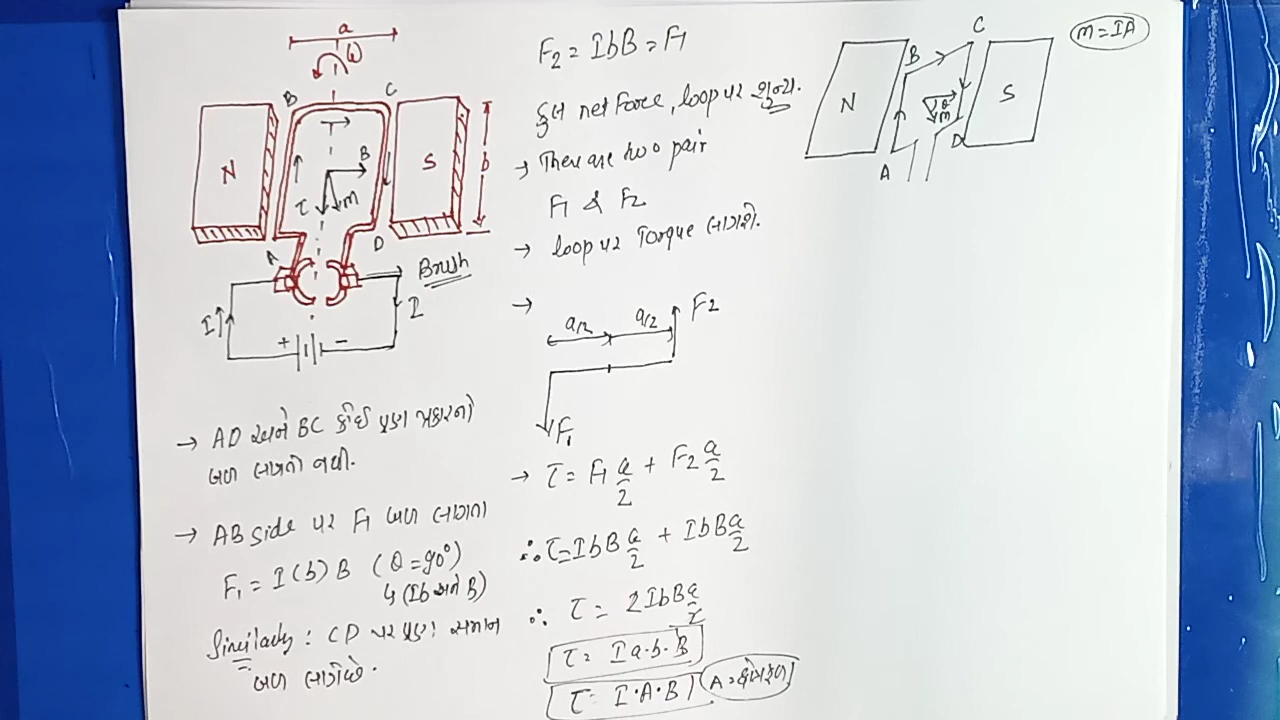 a
ω
B
C
N
B
S
b
τ
m
A
D
Brush
I
I
+
-
→ AD અને BC કોઈ પણ પ્રકારનો
બળ લાગતો નથી.
→ AB side પર F₁ બળ લાગતા
F₁ = I(b)B (θ = 90°)
↳ (Ib અને B)
Similarly: CD પર પણ સમાન
બળ લાગે છે.
F₂ = IbB = F₁
કુલ net Force, loop પર શૂન્ય.
→ There are two pair
F₁ & F₂
→ loop પર Torque લાગશે.
→
a/2
a/2
F₂
F₁
→ τ = F₁ a/2 + F₂ a/2
∴ τ = IbB a/2 + IbB a/2
∴ τ = 2IbB a/2
τ = Ia·b·B
τ = I·A·B
A = ક્ષેત્રફળ
N
B
C
S
θ
m
A
D
m = IA